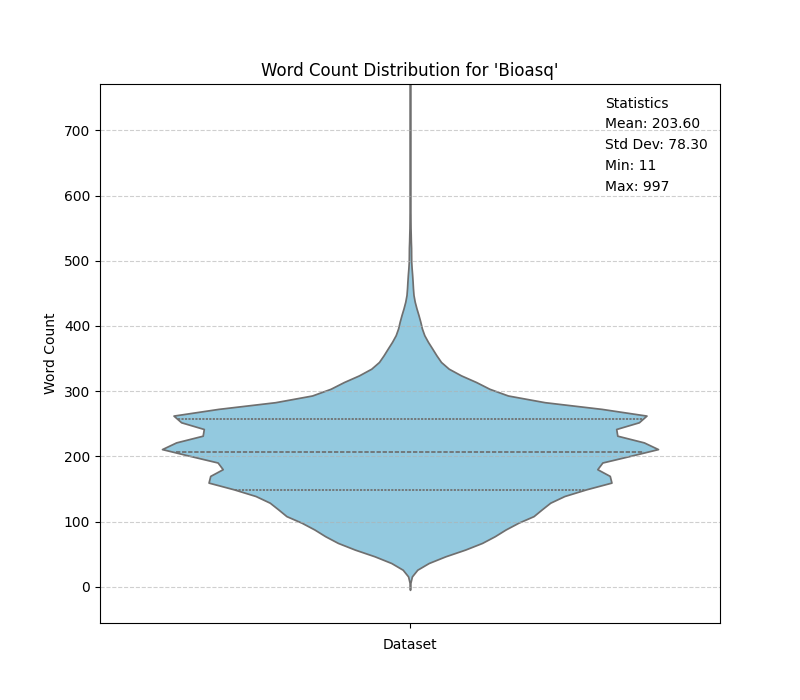 Word Count Distribution for 'Bioasq'
Statistics
Mean: 203.60
Std Dev: 78.30
Min: 11
Max: 997
700
600
500
400
300
200
100
0
Word Count
Dataset